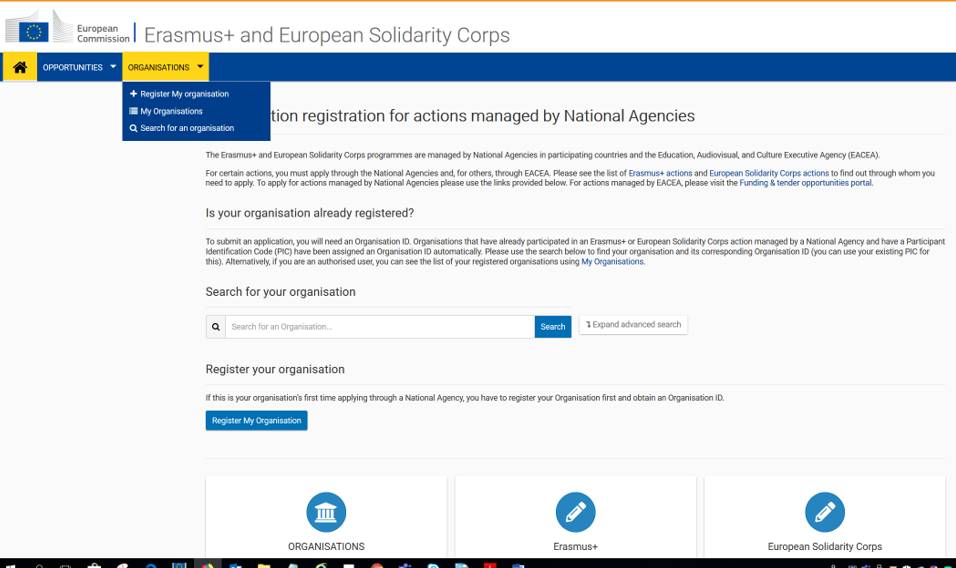 European
Commission
Erasmus+ and European Solidarity Corps
OPPORTUNITIES
ORGANISATIONS
Register My organisation
My Organisations
Search for an organisation
tion registration for actions managed by National Agencies
The Erasmus+ and European Solidarity Corps programmes are managed by National Agencies in participating countries and the Education, Audiovisual, and Culture Executive Agency (EACEA).
For certain actions, you must apply through the National Agencies and, for others, through EACEA. Please see the list of Erasmus+ actions and European Solidarity Corps actions to find out through whom you
need to apply. To apply for actions managed by National Agencies please use the links provided below. For actions managed by EACEA, please visit the Funding & tender opportunities portal.
Is your organisation already registered?
To submit an application, you will need an Organisation ID. Organisations that have already participated in an Erasmus+ or European Solidarity Corps action managed by a National Agency and have a Participant
Identification Code (PIC) have been assigned an Organisation ID automatically. Please use the search below to find your organisation and its corresponding Organisation ID (you can use your existing PIC for
this). Alternatively, if you are an authorised user, you can see the list of your registered organisations using My Organisations.
Search for your organisation
Search for an Organisation...
Search
Expand advanced search
Register your organisation
If this is your organisation's first time applying through a National Agency, you have to register your Organisation first and obtain an Organisation ID.
Register My Organisation
ORGANISATIONS
Erasmus+
European Solidarity Corps